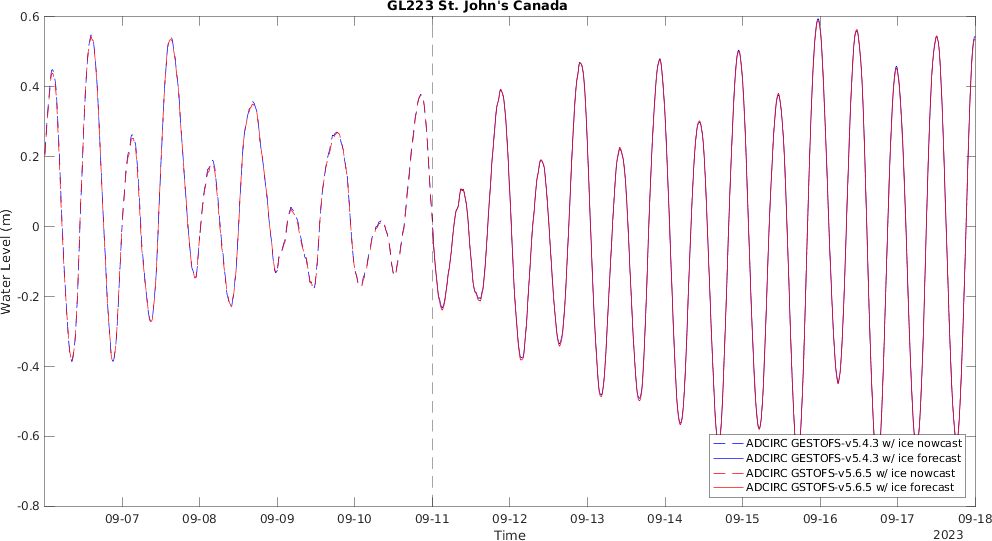 GL223 St. John's Canada
0.6
0.4
0.2
0
-0.2
-0.4
-0.6
-0.8
Water Level (m)
ADCIRC GESTOFS-v5.4.3 w/ ice nowcast
ADCIRC GESTOFS-v5.4.3 w/ ice forecast
ADCIRC GSTOFS-v5.6.5 w/ ice nowcast
ADCIRC GSTOFS-v5.6.5 w/ ice forecast
09-07 09-08 09-09 09-10 09-11 09-12 09-13 09-14 09-15 09-16 09-17 09-18
Time
2023